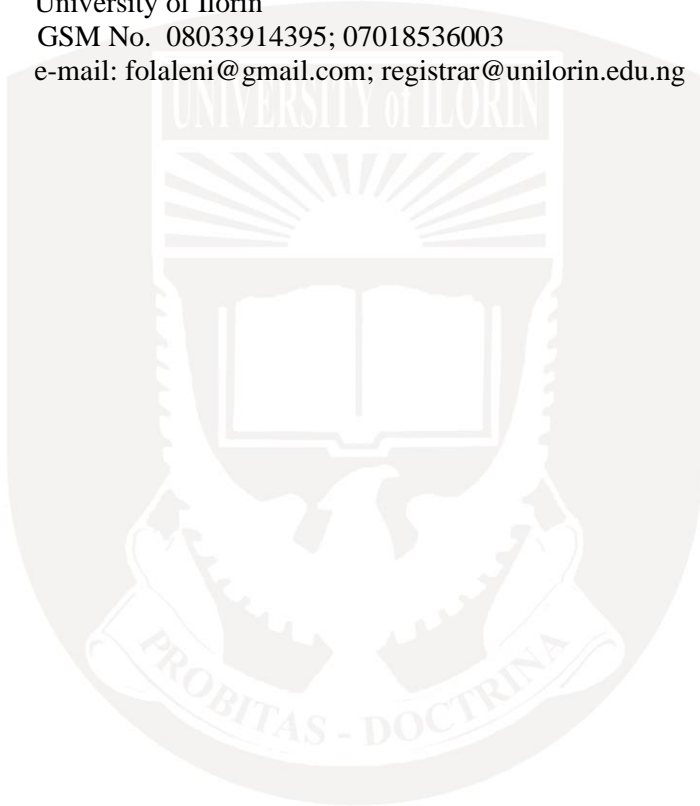 University of Ilorin
GSM No. 08033914395; 07018536003
e-mail: folaleni@gmail.com; registrar@unilorin.edu.ng
UNIVERSITY of ILORIN
PROBITAS - DOCTRINA